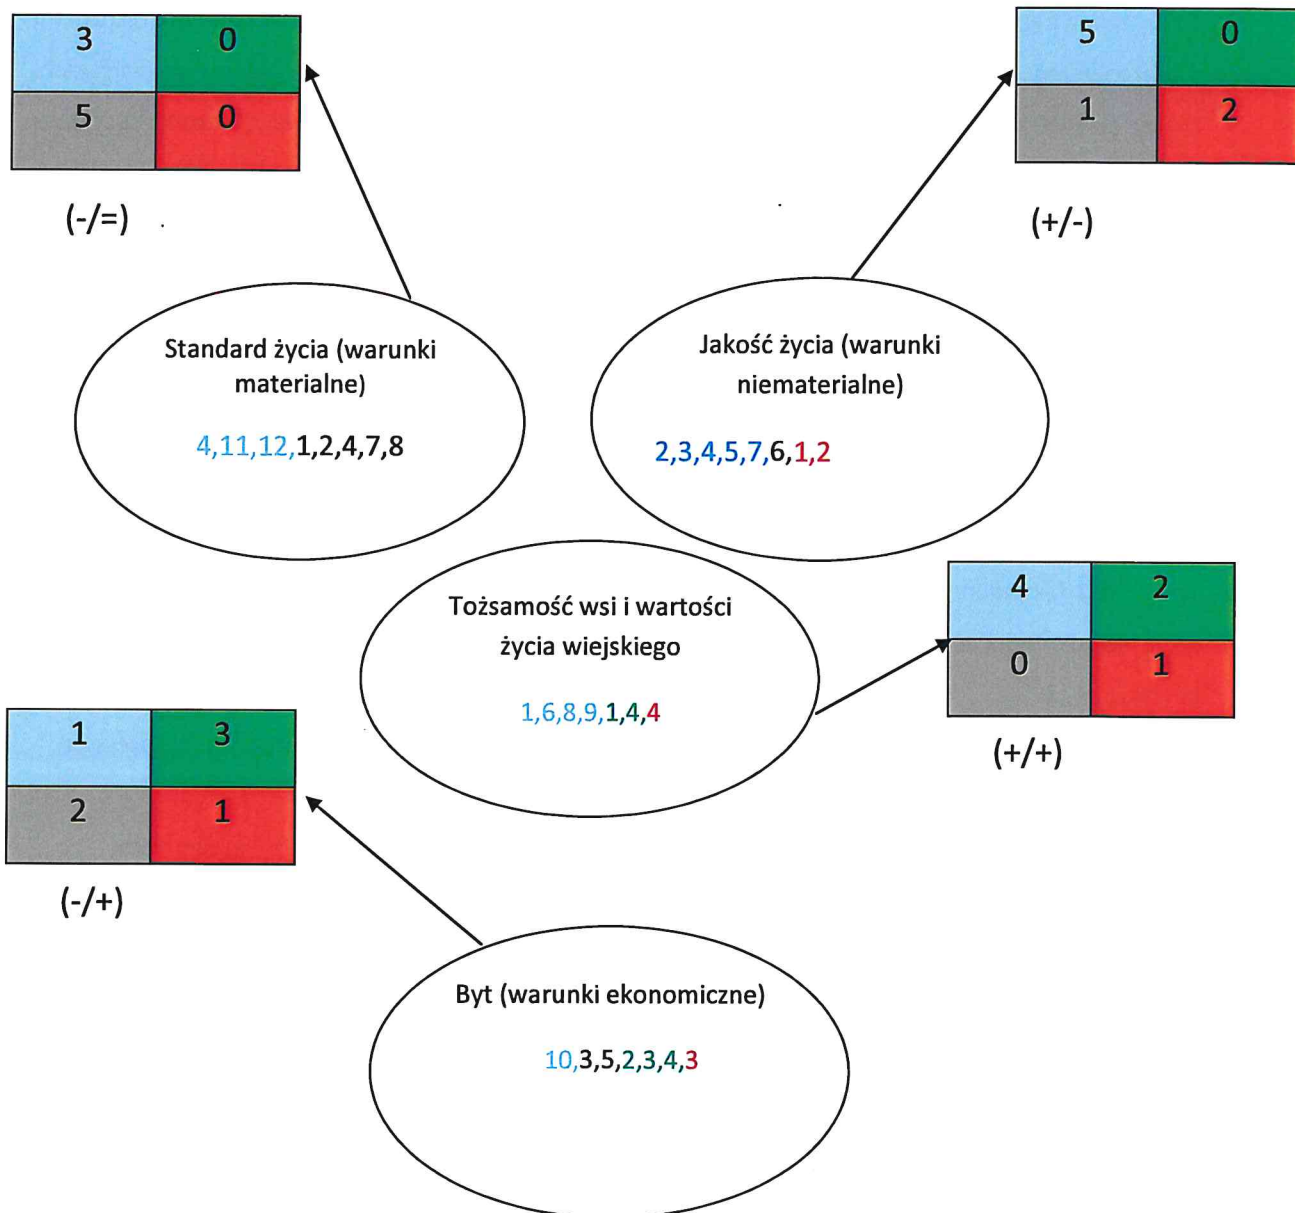 3 0
5 0
(-/=)
5 0
1 2
(+/-)
Standard życia (warunki
materialne)
4,11,12,1,2,4,7,8
Jakość życia (warunki
niematerialne)
2,3,4,5,7,6,1,2
Tożsamość wsi i wartości
życia wiejskiego
1,6,8,9,1,4,4
4 2
0 1
(+/+)
1 3
2 1
(-/+)
Byt (warunki ekonomiczne)
10,3,5,2,3,4,3